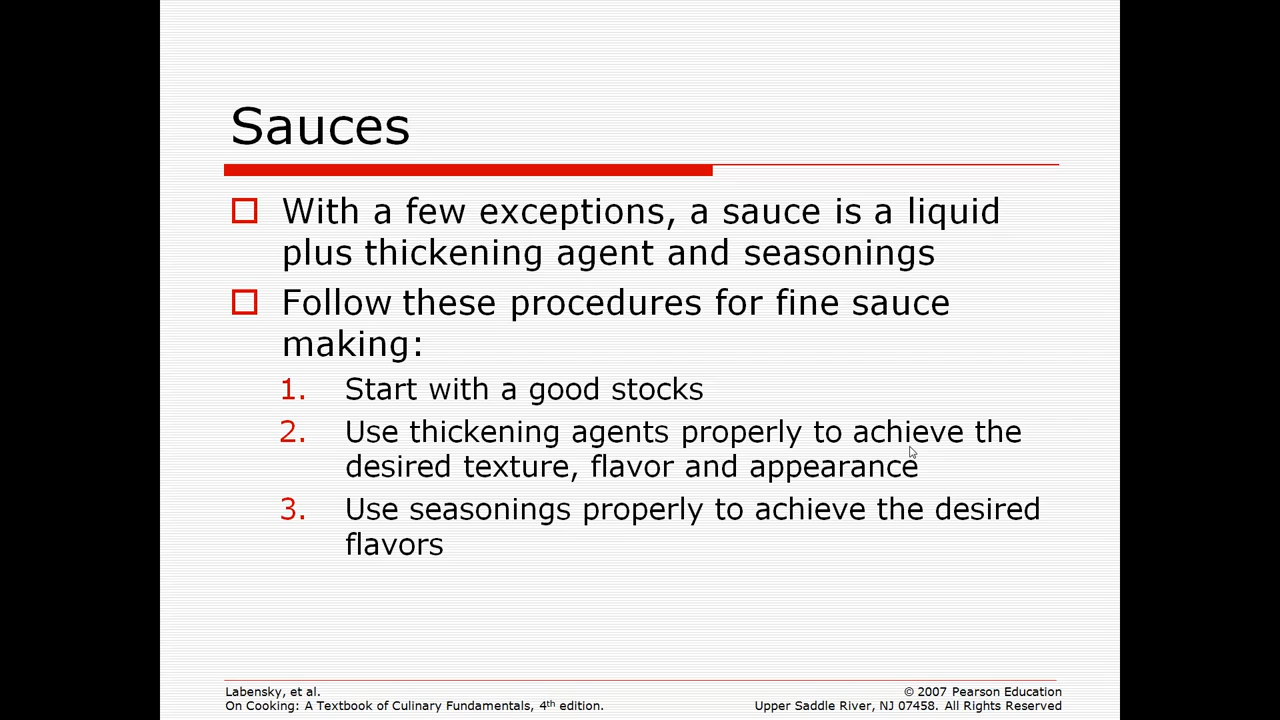 Sauces
With a few exceptions, a sauce is a liquid
plus thickening agent and seasonings
Follow these procedures for fine sauce
making:
1. Start with a good stocks
2. Use thickening agents properly to achieve the
desired texture, flavor and appearance
3. Use seasonings properly to achieve the desired
flavors
Labensky, et al.
On Cooking: A Textbook of Culinary Fundamentals, 4th edition.
© 2007 Pearson Education
Upper Saddle River, NJ 07458. All Rights Reserved